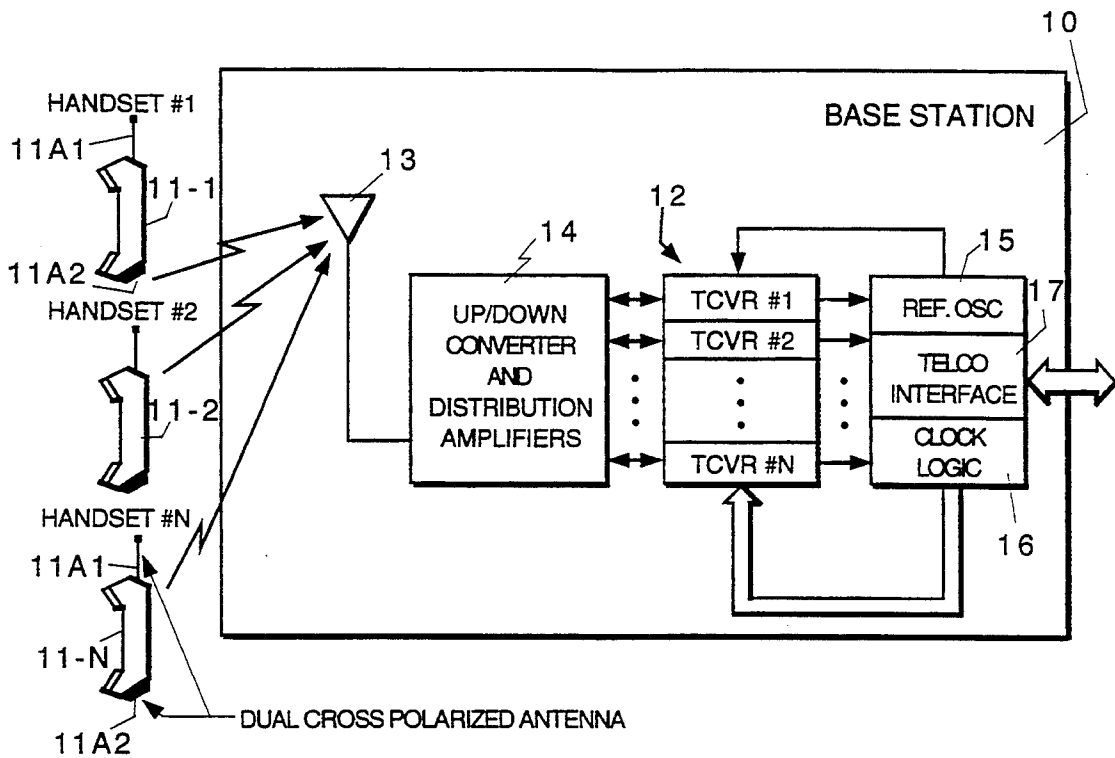 10
BASE STATION
HANDSET #1
11A1
11-1
11A2
HANDSET #2
11-2
HANDSET #N
11A1
11-N
11A2
DUAL CROSS POLARIZED ANTENNA
13
14
UP/DOWN
CONVERTER
AND
DISTRIBUTION
AMPLIFIERS
12
TCVR #1
TCVR #2
TCVR #N
15
REF. OSC
17
TELCO
INTERFACE
CLOCK
LOGIC
16